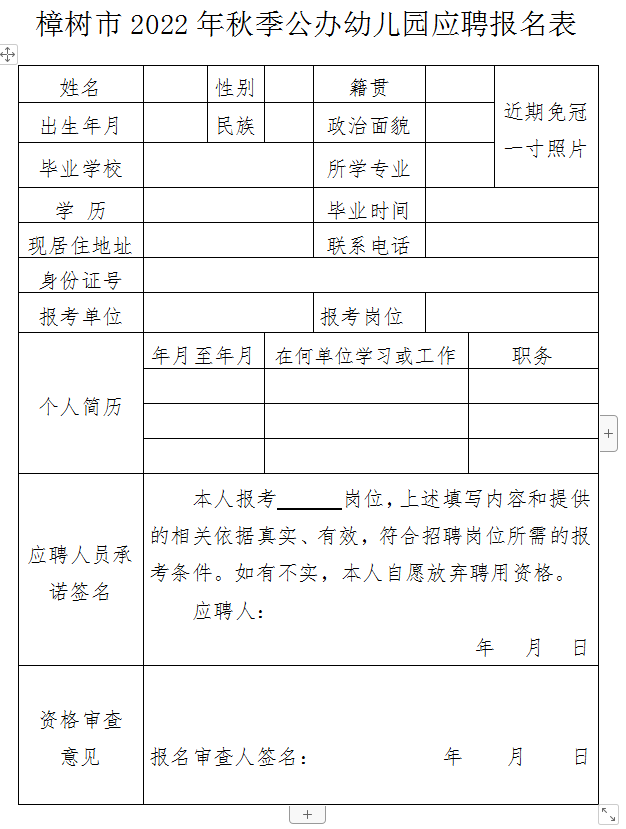 樟树市 2022 年秋季公办幼儿园应聘报名表
姓名 性别 籍贯
近期免冠
一寸照片
出生年月 民族 政治面貌
毕业学校 所学专业
学 历 毕业时间
现居住地址 联系电话
身份证号
报考单位 报考岗位
个人简历
年月至年月 在何单位学习或工作 职务
应聘人员承
诺签名
本人报考______岗位，上述填写内容和提供
的相关依据真实、有效，符合招聘岗位所需的报
考条件。如有不实，本人自愿放弃聘用资格。
应聘人：
年 月 日
资格审查
意见
报名审查人签名： 年 月 日